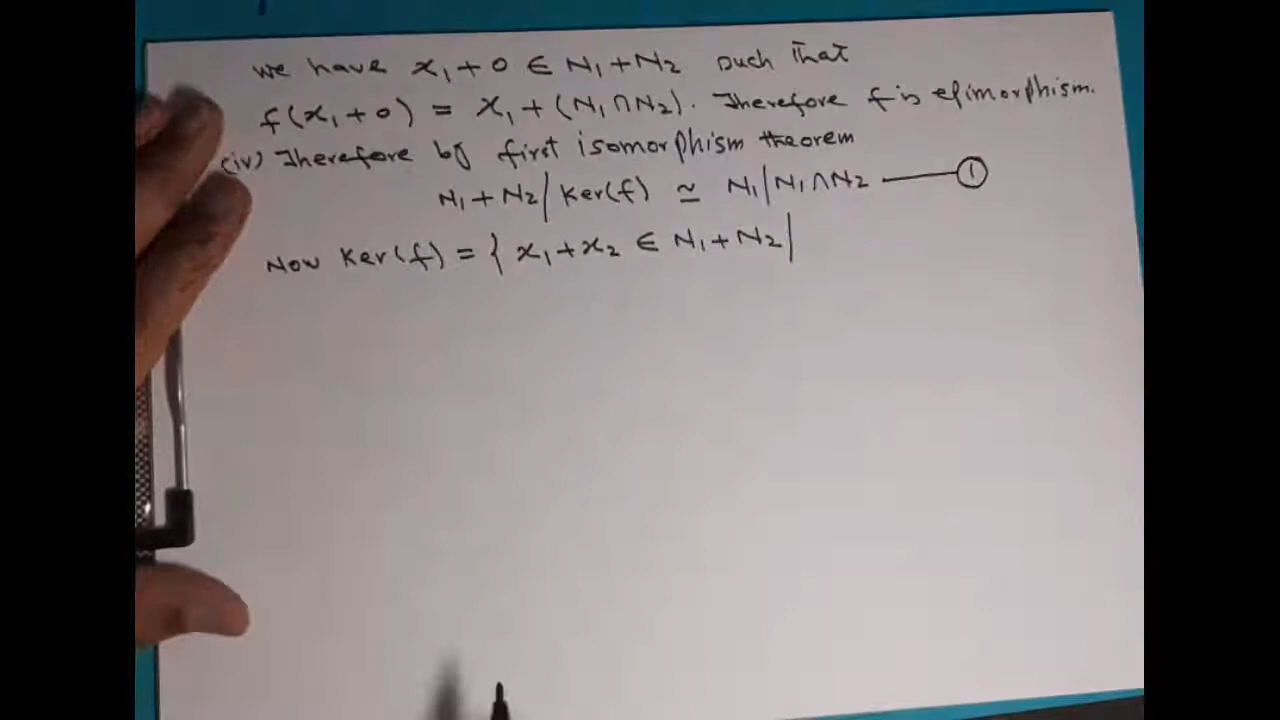 we have x₁ + 0 ∈ N₁ + N₂ such that
f(x₁ + 0) = x₁ + (N₁ ∩ N₂). Therefore f is epimorphism.
(iv) Therefore by first isomorphism theorem
N₁ + N₂ | Ker(f) ≃ N₁ | N₁ ∩ N₂ —— ①
Now Ker(f) = { x₁ + x₂ ∈ N₁ + N₂ |